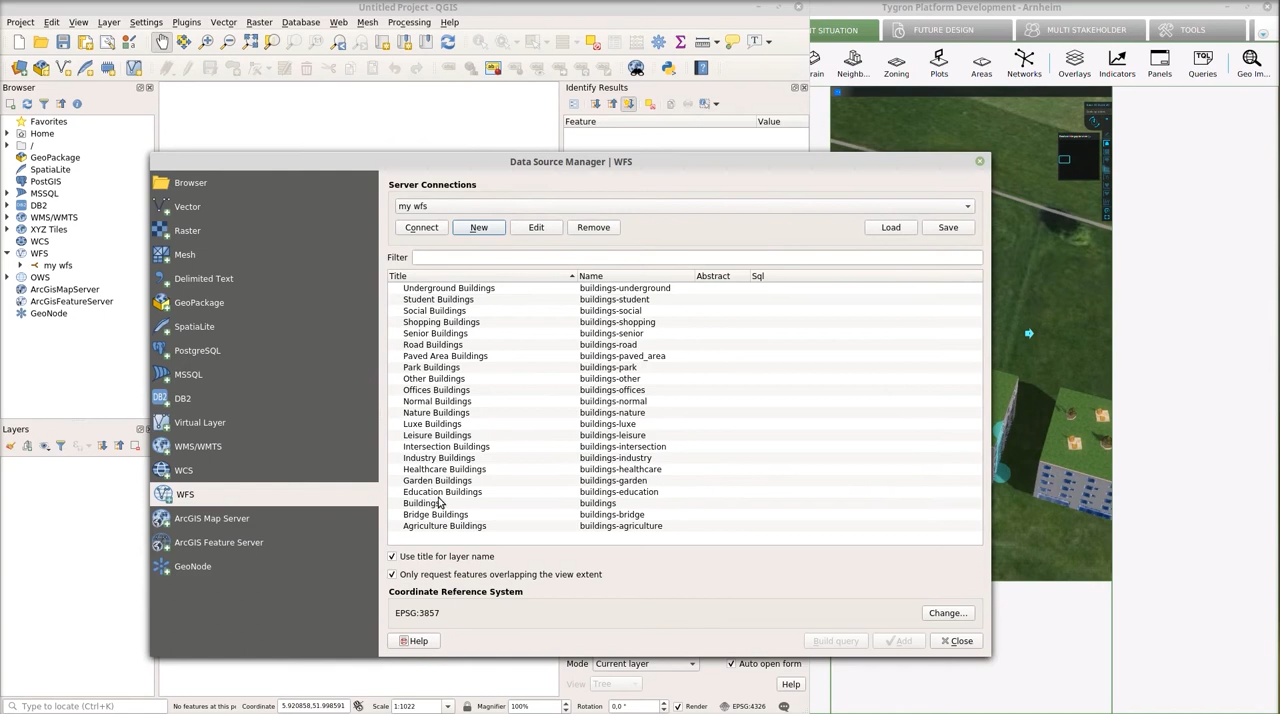 Untitled Project - QGIS
Tygron Platform Development - Arnheim
Project Edit View Layer Settings Plugins Vector Raster Database Web Mesh Processing Help
FUTURE DESIGN
MULTI STAKEHOLDER
TOOLS
Neighb...
Zoning
Plots
Areas
Networks
Overlays
Indicators
Panels
Queries
Geo Im...
Browser
Identify Results
Feature
Value
Favorites
Home
/
GeoPackage
SpatiaLite
PostGIS
MSSQL
DB2
WMS/WMTS
XYZ Tiles
WCS
WFS
my wfs
OWS
ArcGisMapServer
ArcGisFeatureServer
GeoNode
Layers
Data Source Manager | WFS
Browser
Vector
Raster
Mesh
Delimited Text
GeoPackage
SpatiaLite
PostgreSQL
MSSQL
DB2
Virtual Layer
WMS/WMTS
WCS
WFS
ArcGIS Map Server
ArcGIS Feature Server
GeoNode
Server Connections
my wfs
Connect New Edit Remove Load Save
Filter
Title Name Abstract Sql
Underground Buildings buildings-underground
Student Buildings buildings-student
Social Buildings buildings-social
Shopping Buildings buildings-shopping
Senior Buildings buildings-senior
Road Buildings buildings-road
Paved Area Buildings buildings-paved_area
Park Buildings buildings-park
Other Buildings buildings-other
Offices Buildings buildings-offices
Normal Buildings buildings-normal
Nature Buildings buildings-nature
Luxe Buildings buildings-luxe
Leisure Buildings buildings-leisure
Intersection Buildings buildings-intersection
Industry Buildings buildings-industry
Healthcare Buildings buildings-healthcare
Garden Buildings buildings-garden
Education Buildings buildings-education
Buildings buildings
Bridge Buildings buildings-bridge
Agriculture Buildings buildings-agriculture
Use title for layer name
Only request features overlapping the view extent
Coordinate Reference System
EPSG:3857
Change...
Help
Build query
Add
Close
Mode Current layer
Auto open form
View Tree
Help
Type to locate (Ctrl+K)
No features at this p
Coordinate 5.920858,51.998591
Scale 1:1022
Magnifier 100%
Rotation 0,0 °
Render
EPSG:4326